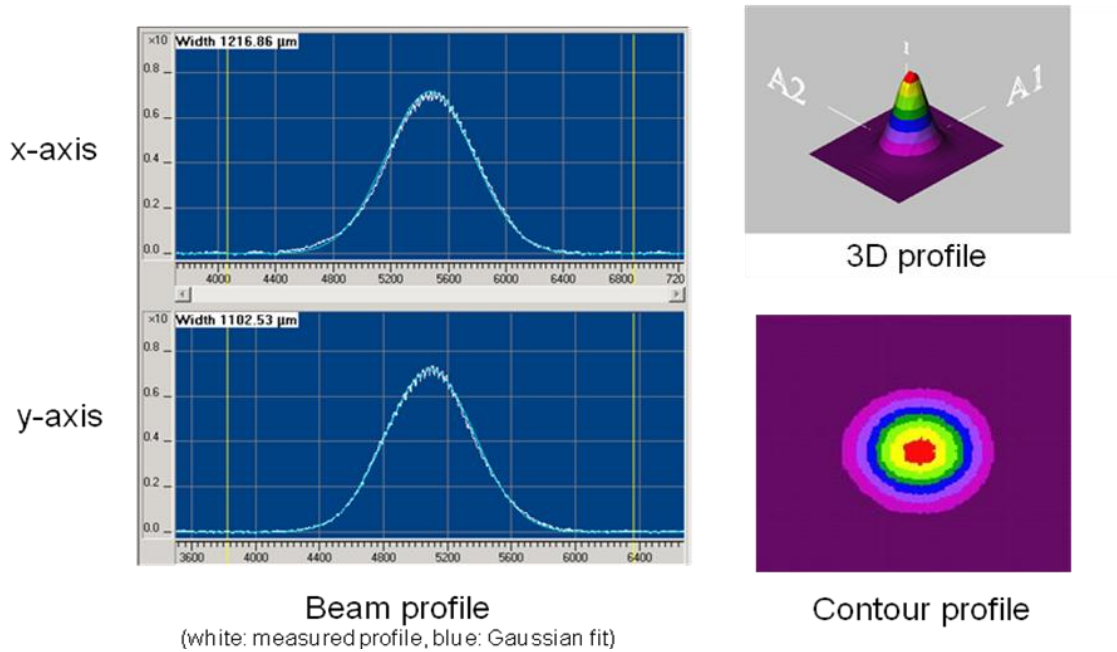 x-axis
×10 Width 1216.86 μm
0.8
0.6
0.4
0.2
0.0
4000 4400 4800 5200 5600 6000 6400 6800 720
y-axis
×10 Width 1102.53 μm
0.8
0.6
0.4
0.2
0.0
3600 4000 4400 4800 5200 5600 6000 6400
Beam profile
(white: measured profile, blue: Gaussian fit)
1
A2 A1
3D profile
Contour profile